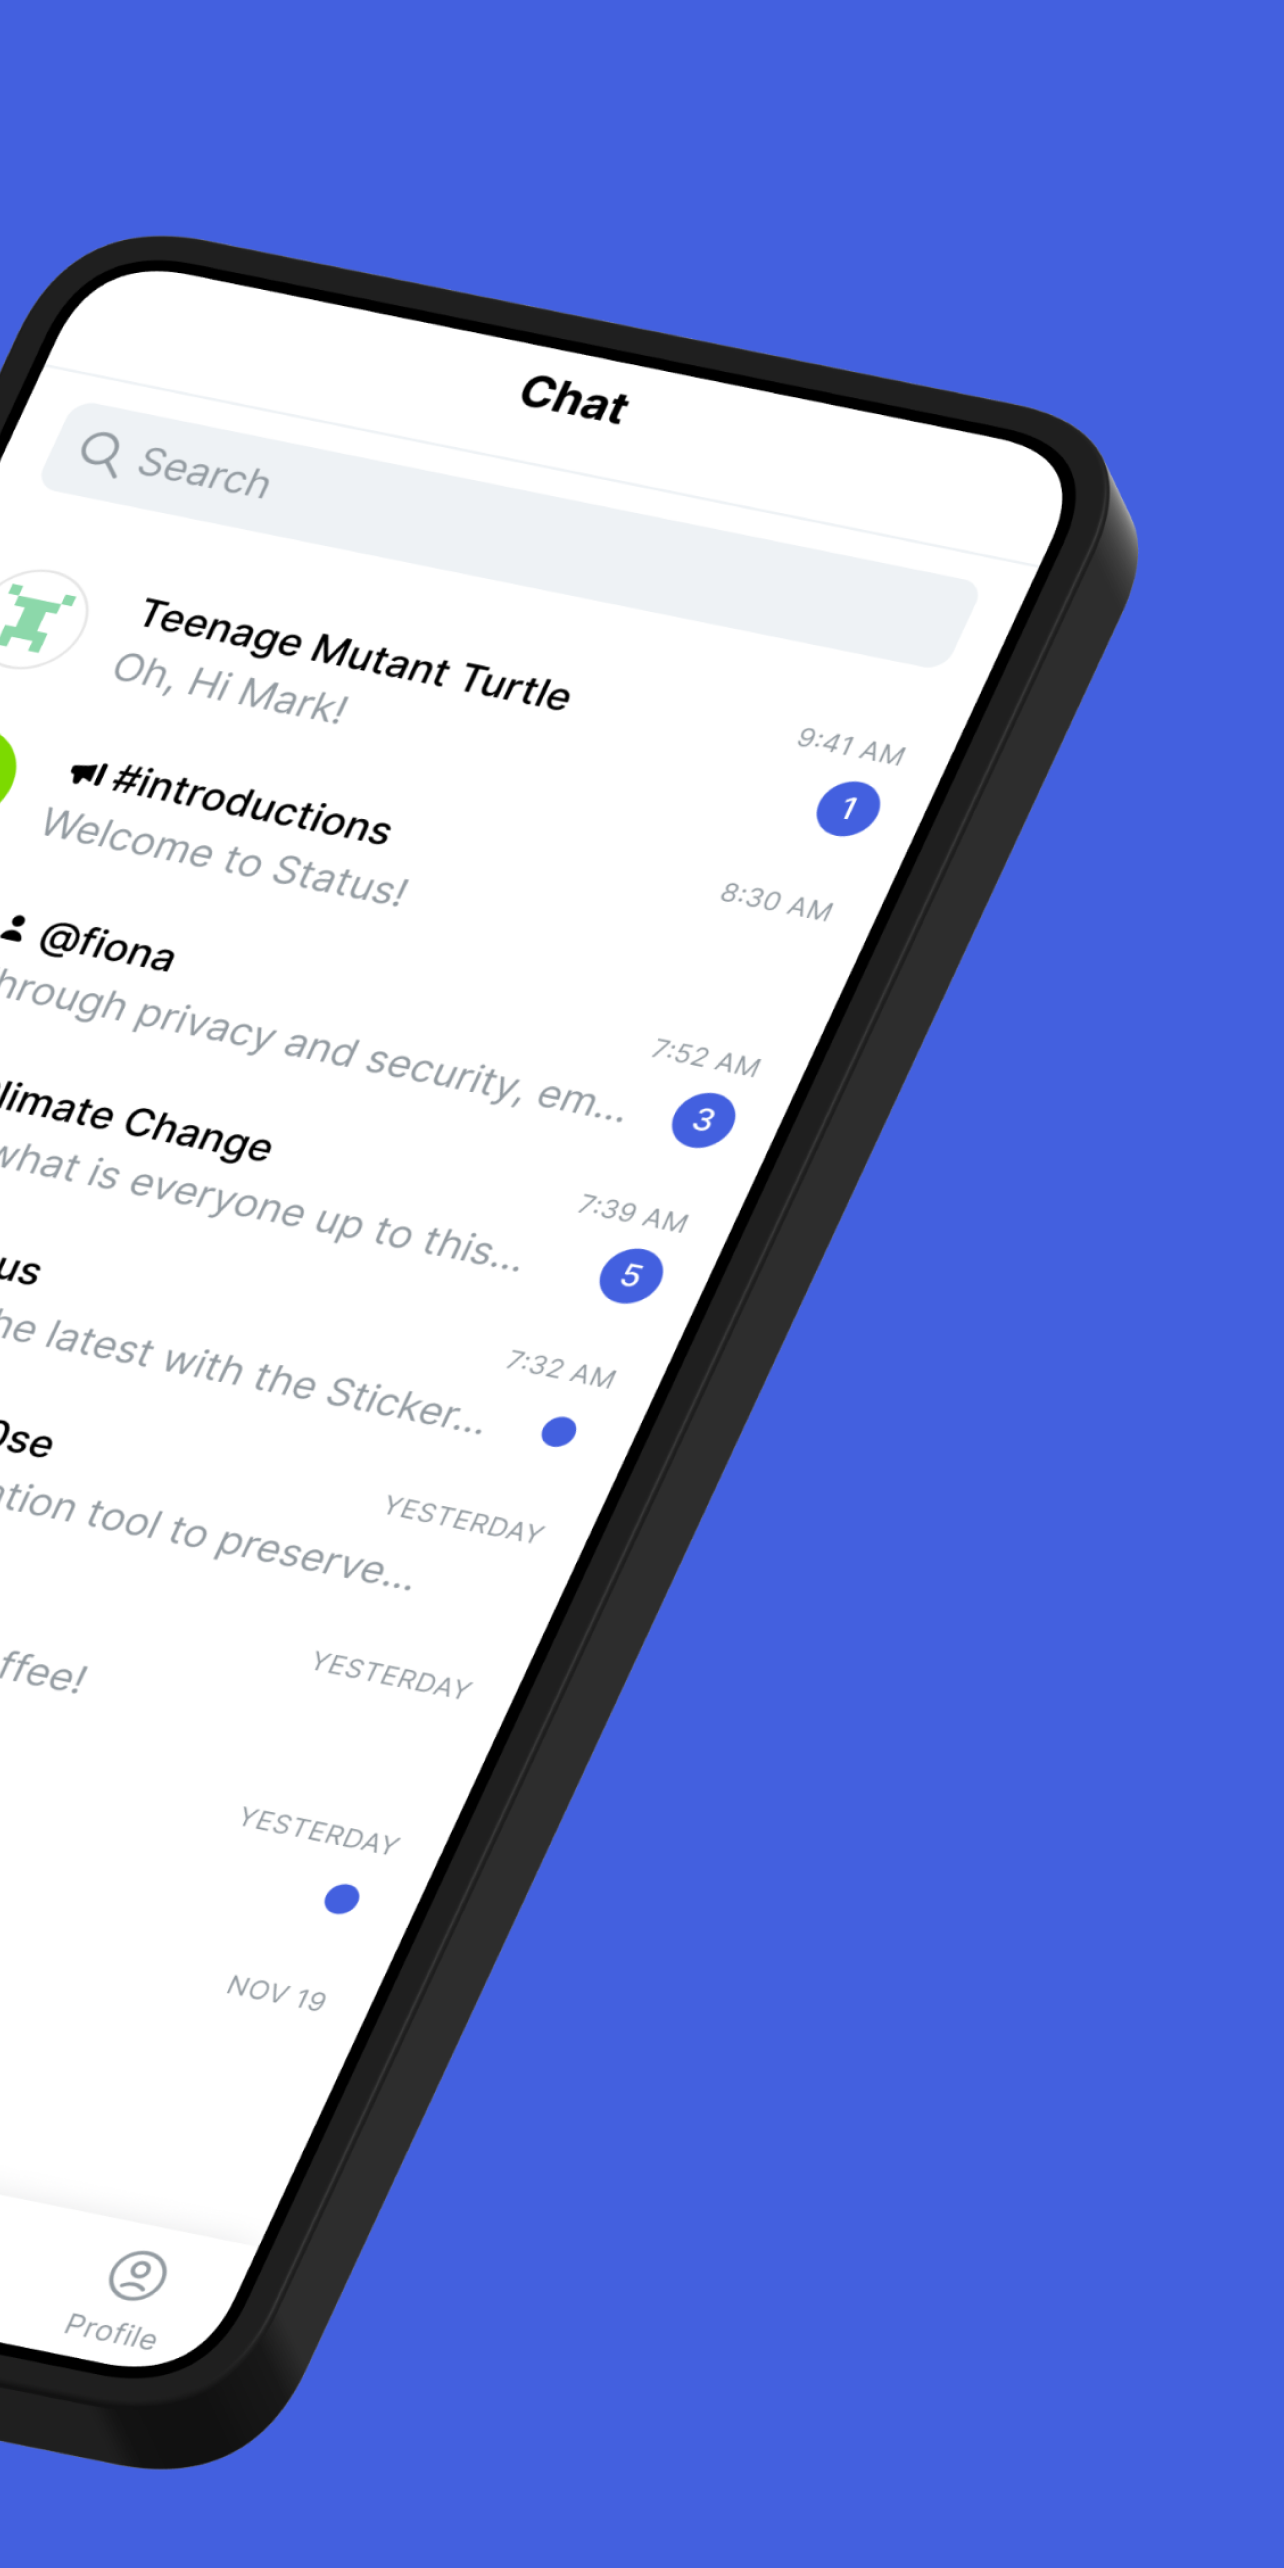 Chat
Search
Teenage Mutant Turtle
Oh, Hi Mark!
9:41 AM
1
#introductions
Welcome to Status!
8:30 AM
@fiona
hrough privacy and security, em...
7:52 AM
3
limate Change
what is everyone up to this...
7:39 AM
5
us
he latest with the Sticker...
7:32 AM
ose
ation tool to preserve...
YESTERDAY
ffee!
YESTERDAY
YESTERDAY
NOV 19
Profile